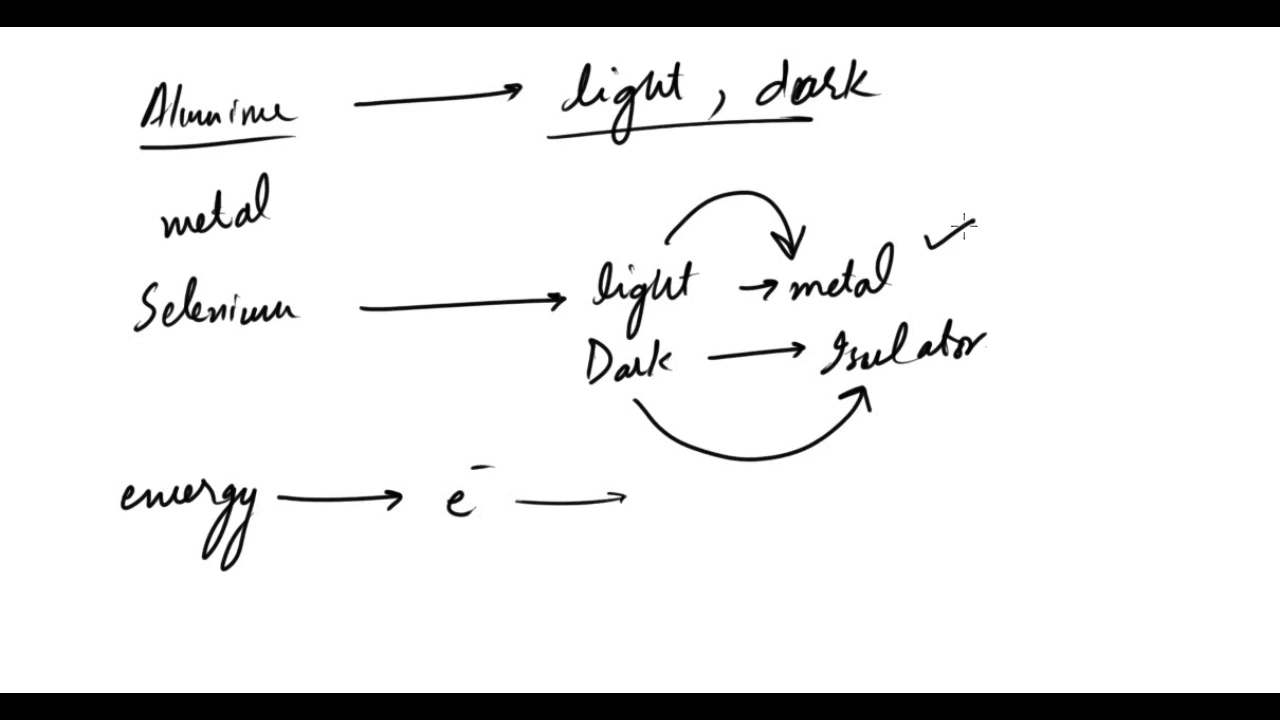 Alumine → light, dark
metal
Selenium → light → metal ✓
Dark → Isulator
energy → e⁻ →